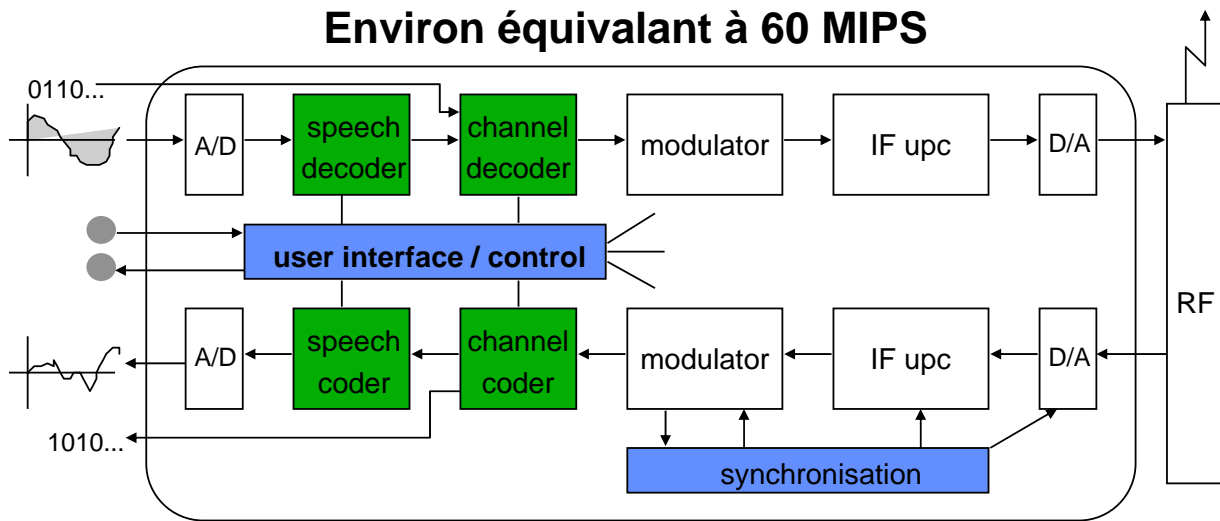 Environ équivalant à 60 MIPS
0110...
A/D
speech
decoder
channel
decoder
modulator
IF upc
D/A
user interface / control
RF
A/D
speech
coder
channel
coder
modulator
IF upc
D/A
1010...
synchronisation